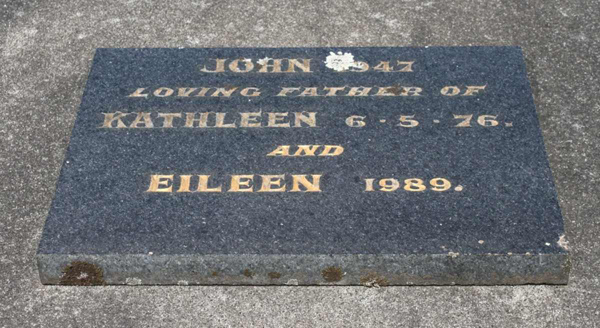 JOHN 1947
LOVING FATHER OF
KATHLEEN 6·5·76.
AND
EILEEN 1989.